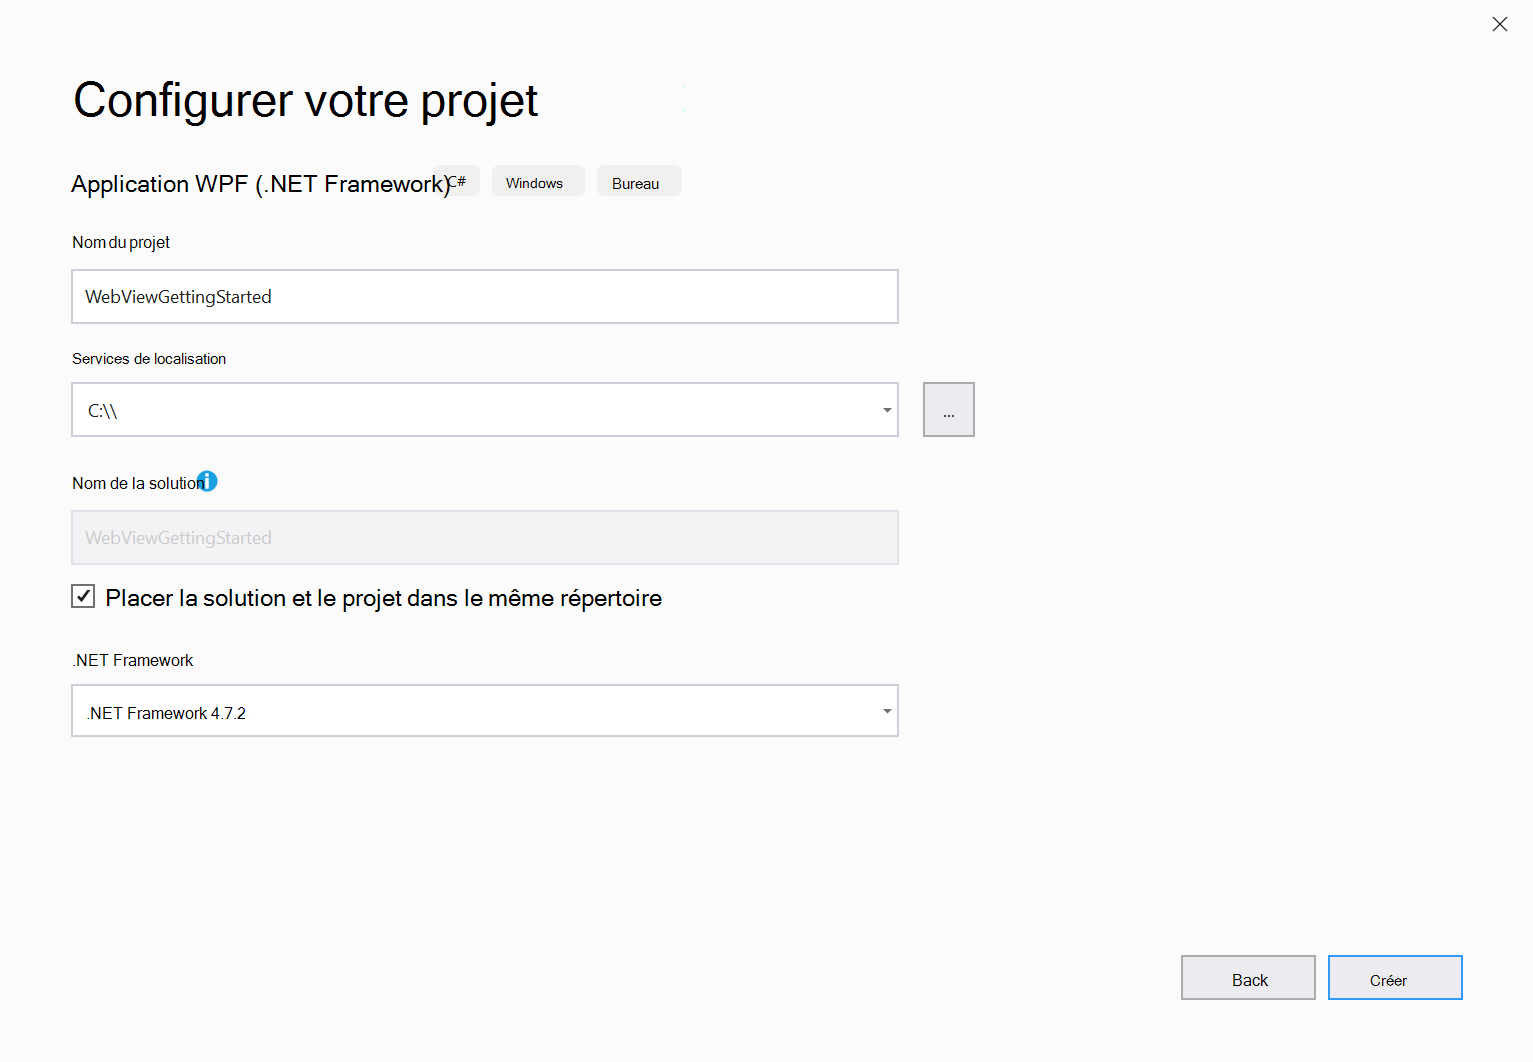 Configurer votre projet
Application WPF (.NET Framework) C# Windows Bureau
Nom du projet
WebViewGettingStarted
Services de localisation
C:\\
...
Nom de la solution i
WebViewGettingStarted
Placer la solution et le projet dans le même répertoire
.NET Framework
.NET Framework 4.7.2
Back Créer